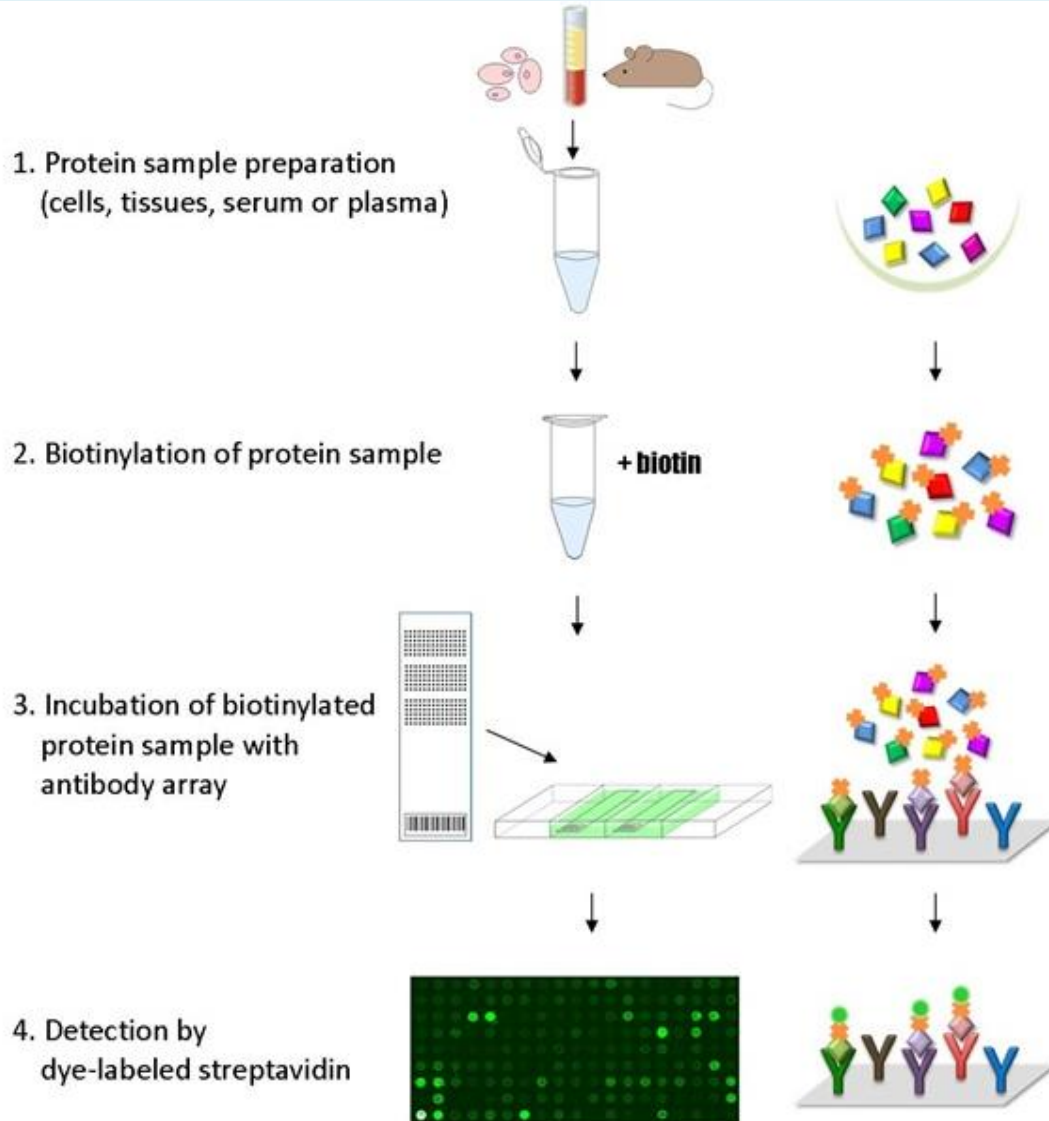 1. Protein sample preparation
(cells, tissues, serum or plasma)
2. Biotinylation of protein sample
+ biotin
3. Incubation of biotinylated
protein sample with
antibody array
4. Detection by
dye-labeled streptavidin